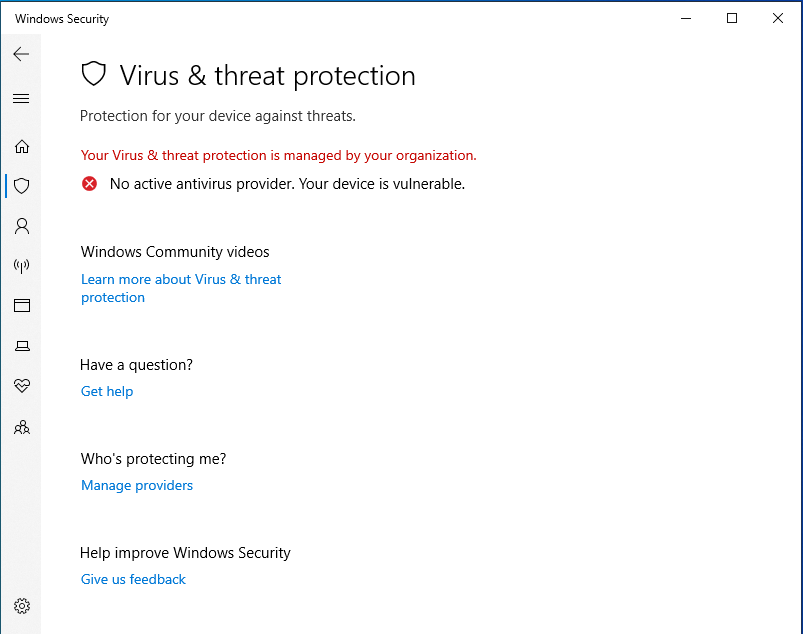 Windows Security
Virus & threat protection
Protection for your device against threats.
Your Virus & threat protection is managed by your organization.
No active antivirus provider. Your device is vulnerable.
Windows Community videos
Learn more about Virus & threat
protection
Have a question?
Get help
Who's protecting me?
Manage providers
Help improve Windows Security
Give us feedback